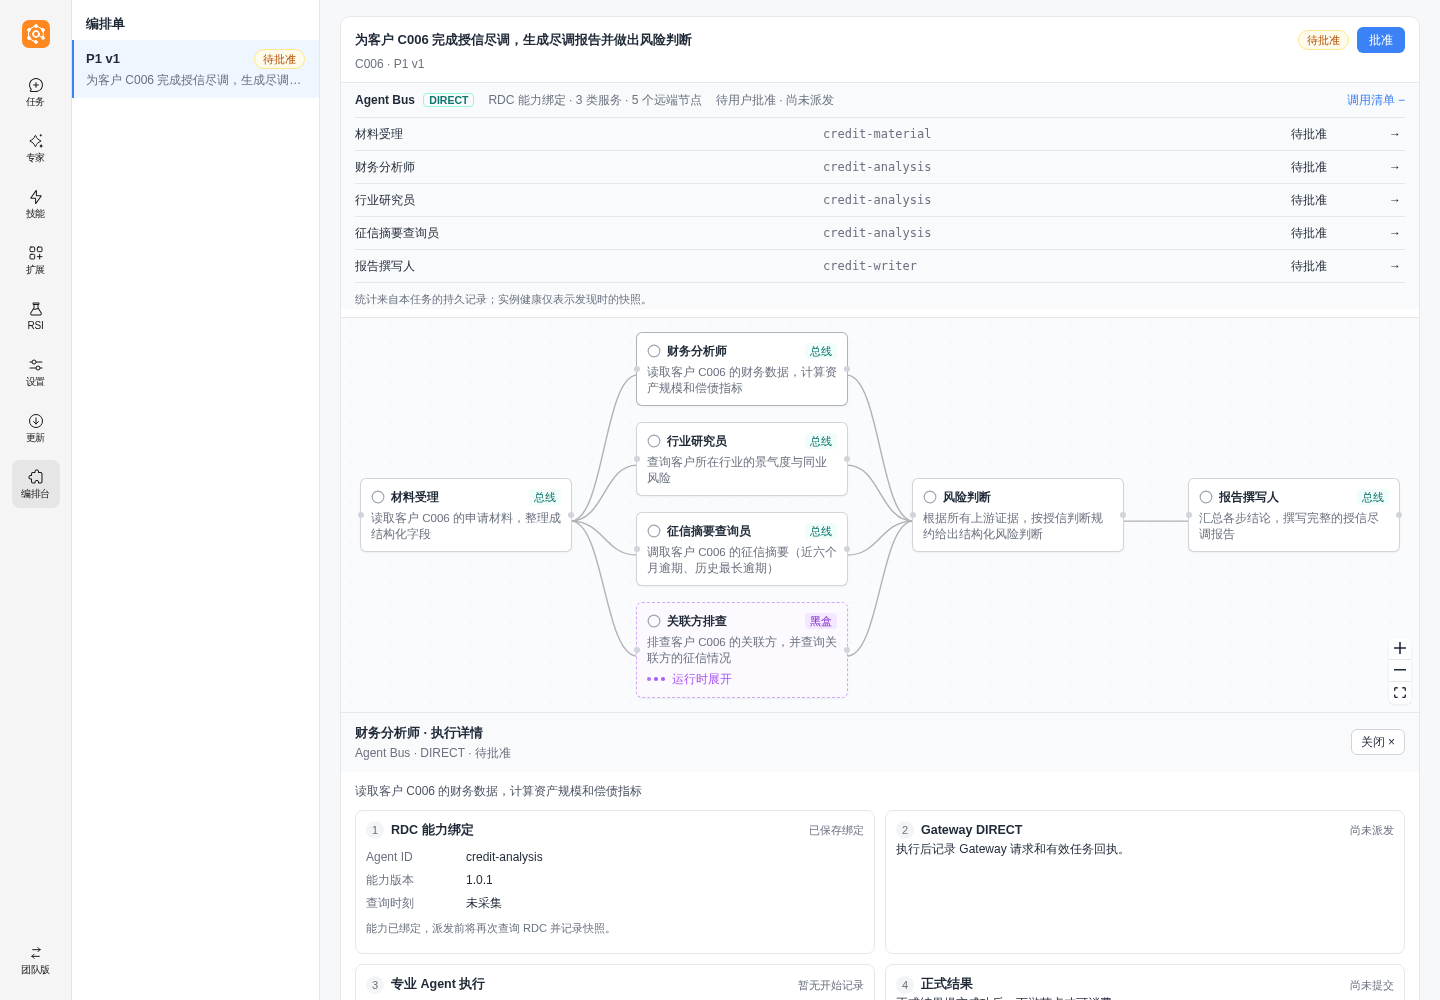 任务
专家
技能
扩展
RSI
设置
更新
编排台
团队版
编排单
P1 v1
待批准
为客户 C006 完成授信尽调，生成尽调…
为客户 C006 完成授信尽调，生成尽调报告并做出风险判断
C006 · P1 v1
待批准
批准
Agent Bus DIRECT RDC 能力绑定 · 3 类服务 · 5 个远端节点 待用户批准 · 尚未派发 调用清单 −
材料受理 credit-material 待批准 →
财务分析师 credit-analysis 待批准 →
行业研究员 credit-analysis 待批准 →
征信摘要查询员 credit-analysis 待批准 →
报告撰写人 credit-writer 待批准 →
统计来自本任务的持久记录；实例健康仅表示发现时的快照。
材料受理 总线
读取客户 C006 的申请材料，整理成
结构化字段
财务分析师 总线
读取客户 C006 的财务数据，计算资
产规模和偿债指标
行业研究员 总线
查询客户所在行业的景气度与同业
风险
征信摘要查询员 总线
调取客户 C006 的征信摘要（近六个
月逾期、历史最长逾期）
关联方排查 黑盒
排查客户 C006 的关联方，并查询关
联方的征信情况
运行时展开
风险判断
根据所有上游证据，按授信判断规
约给出结构化风险判断
报告撰写人 总线
汇总各步结论，撰写完整的授信尽
调报告
财务分析师 · 执行详情
Agent Bus · DIRECT · 待批准
关闭 ×
读取客户 C006 的财务数据，计算资产规模和偿债指标
1 RDC 能力绑定 已保存绑定
Agent ID credit-analysis
能力版本 1.0.1
查询时刻 未采集
能力已绑定，派发前将再次查询 RDC 并记录快照。
2 Gateway DIRECT 尚未派发
执行后记录 Gateway 请求和有效任务回执。
3 专业 Agent 执行 暂无开始记录
4 正式结果 尚未提交